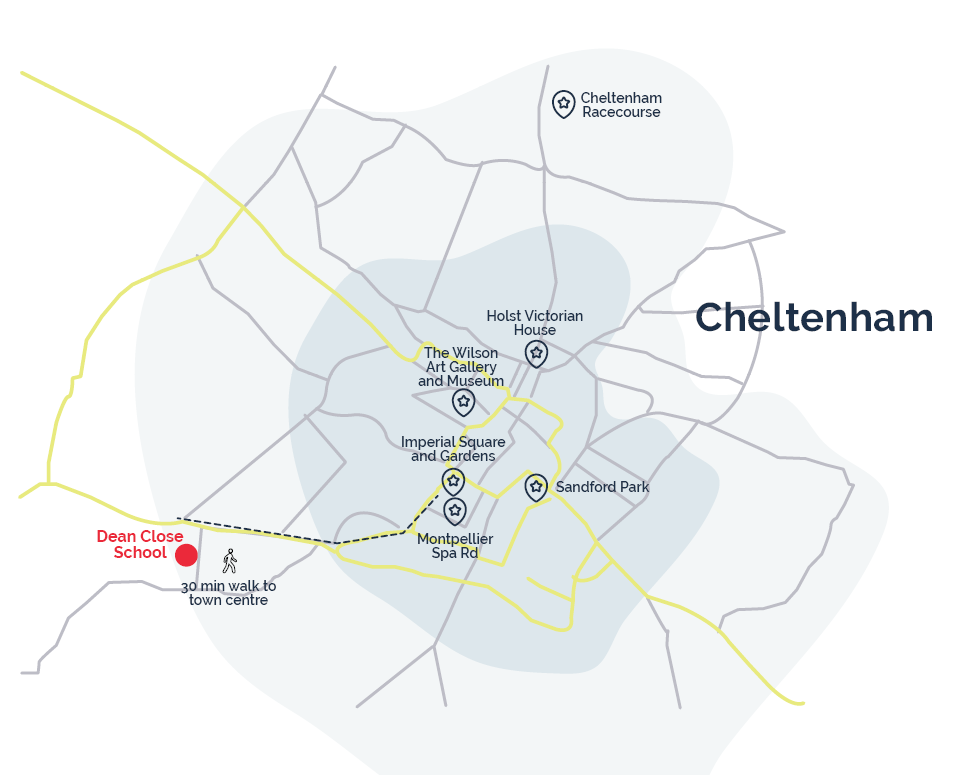 Cheltenham
Racecourse
Cheltenham
Holst Victorian
House
The Wilson
Art Gallery
and Museum
Imperial Square
and Gardens
Sandford Park
Montpellier
Spa Rd
Dean Close
School
30 min walk to
town centre